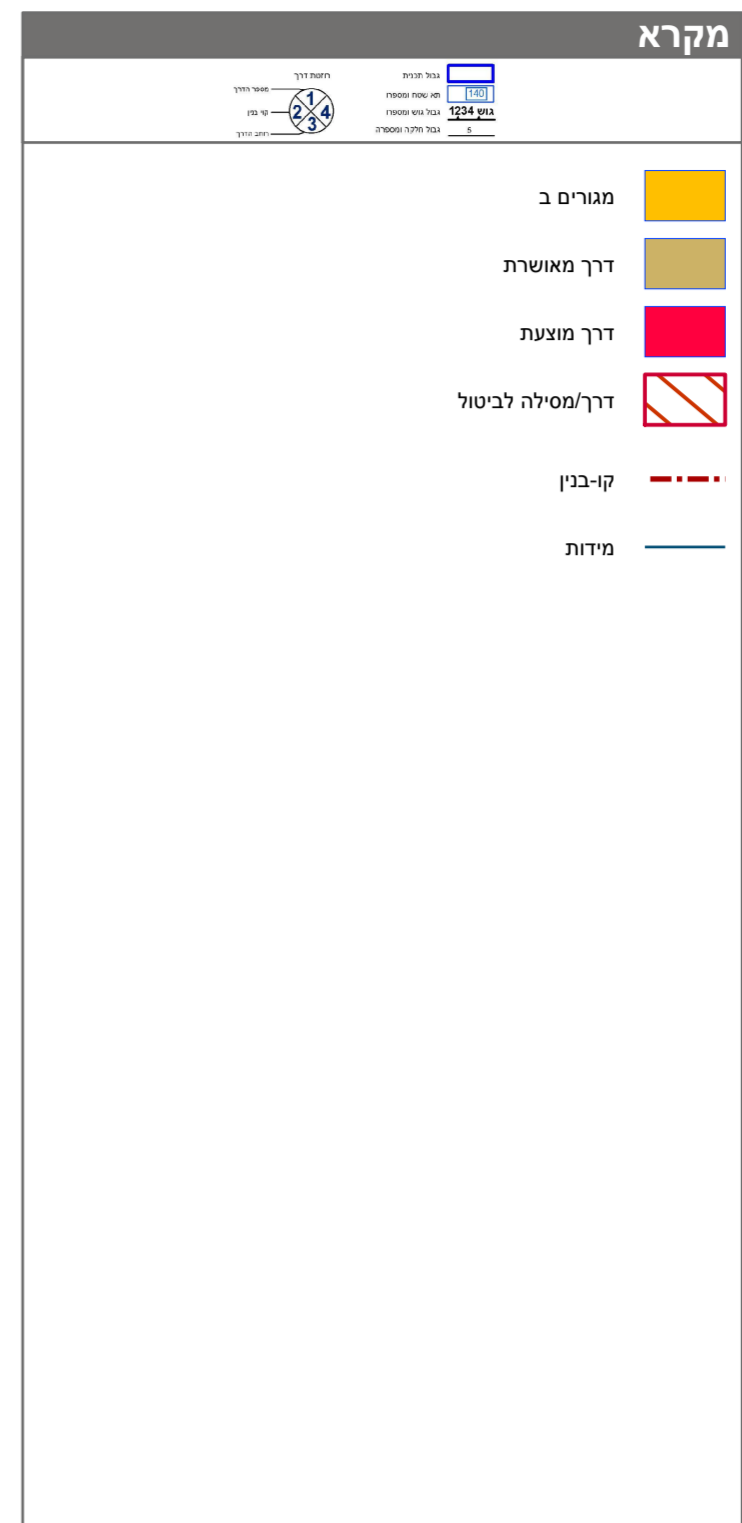 מקרא
גבול תכנית
תא שטח ומספרו 140
גבול גוש ומספרו גוש 1234
גבול חלקה ומספרה 5
רוזטת דרך
מספר הדרך
קוי בנין
רוחב הדרך
1
2 4
3
מגורים ב
דרך מאושרת
דרך מוצעת
דרך/מסילה לביטול
קו-בנין
מידות